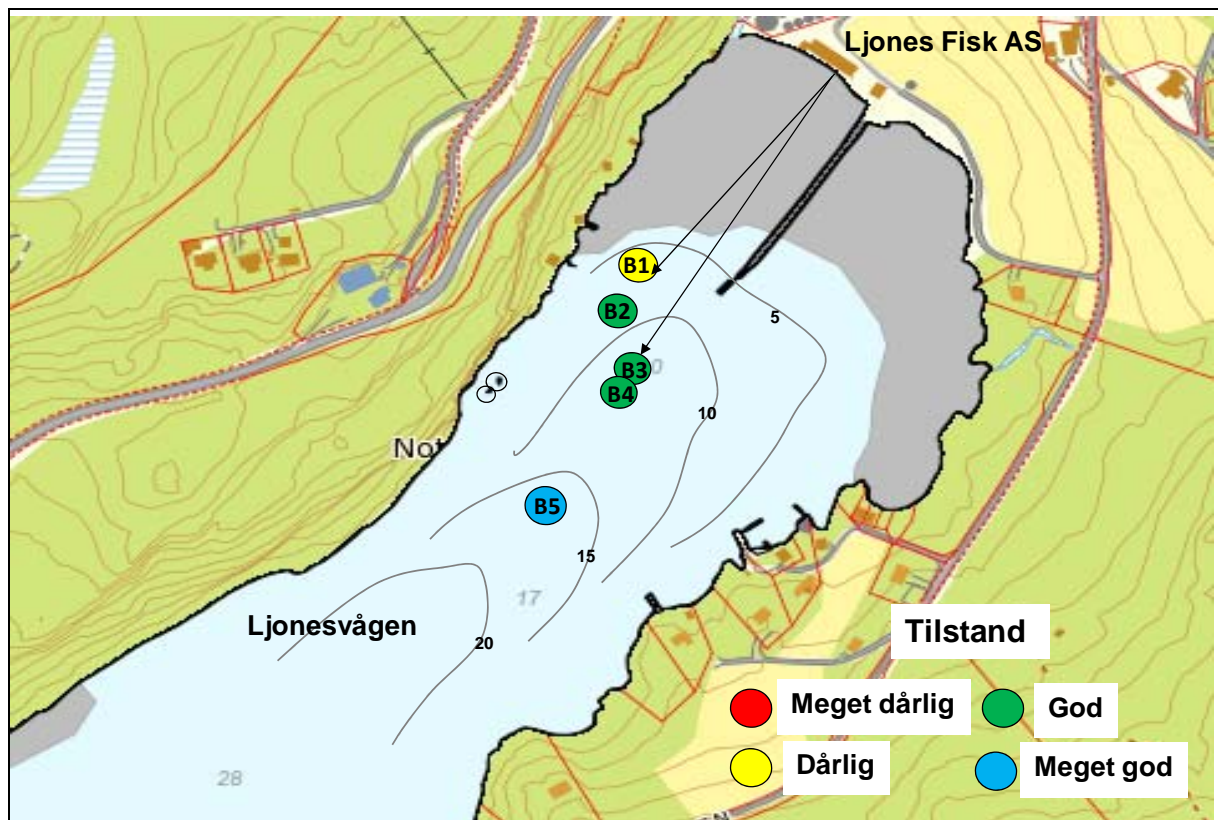 Ljones Fisk AS
B1
B2
5
B3
B4
10
Not
B5
15
17
Ljonesvågen
20
28
Tilstand
Meget dårlig
God
Dårlig
Meget god